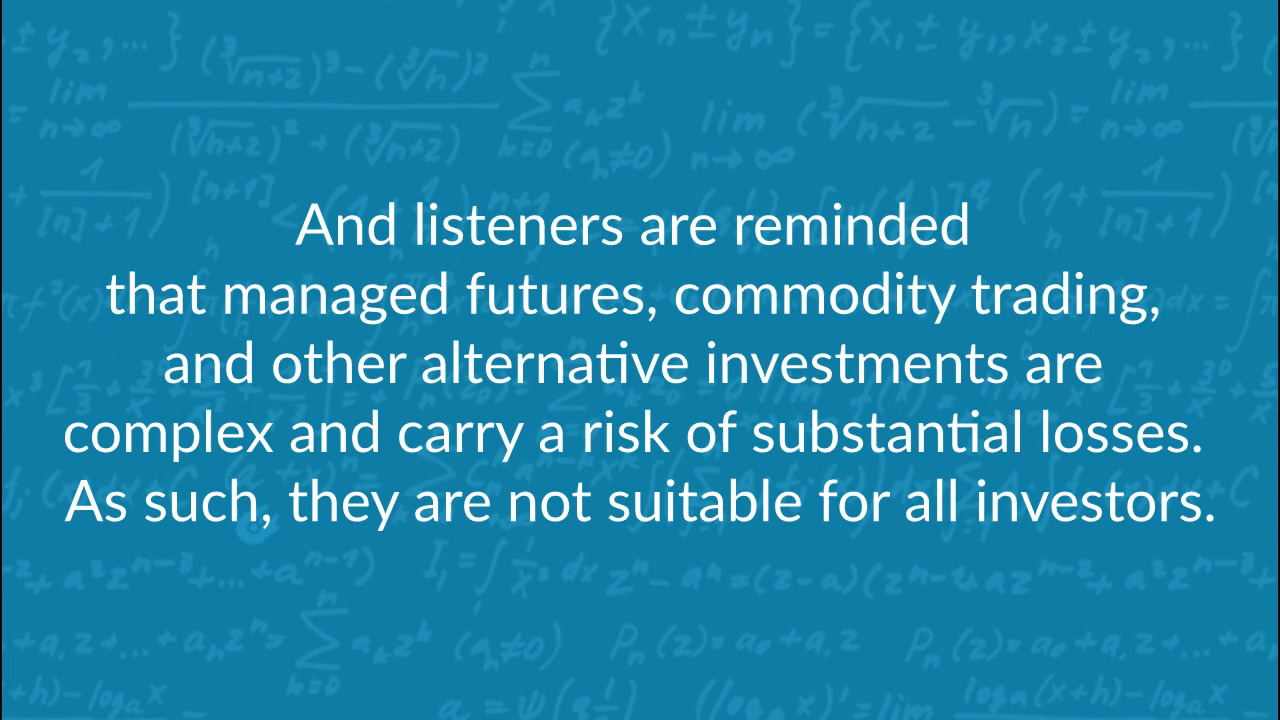 And listeners are reminded
that managed futures, commodity trading,
and other alternative investments are
complex and carry a risk of substantial losses.
As such, they are not suitable for all investors.